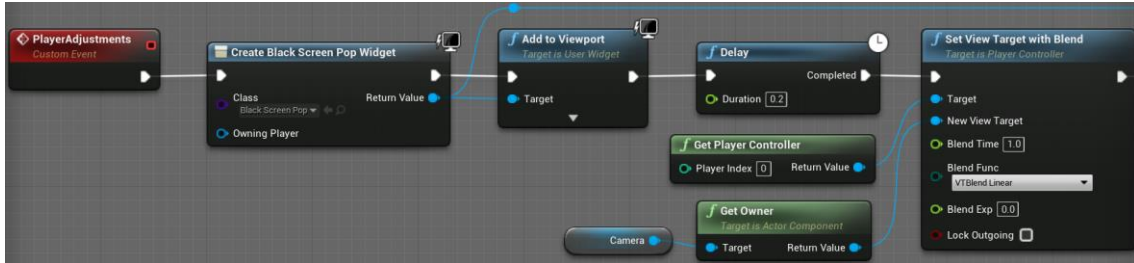 PlayerAdjustments
Custom Event
Create Black Screen Pop Widget
Class
Black Screen Pop
Return Value
Owning Player
Add to Viewport
Target is User Widget
Target
Delay
Completed
Duration 0.2
Get Player Controller
Player Index 0
Return Value
Camera
Get Owner
Target is Actor Component
Target
Return Value
Set View Target with Blend
Target is Player Controller
Target
New View Target
Blend Time 1.0
Blend Func
VTBlend Linear
Blend Exp 0.0
Lock Outgoing